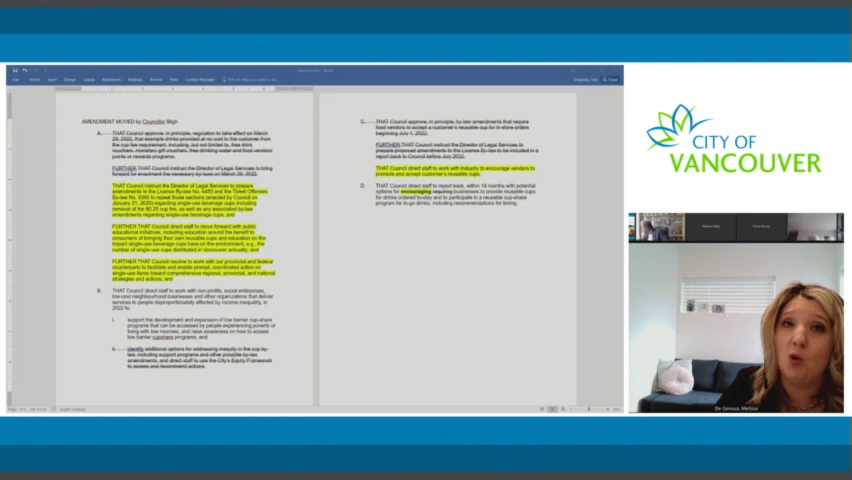 File Home Insert Design Layout References Mailings Review View Content Manager Tell me what you want to do...
Share
AMENDMENT MOVED by Councillor Bligh
A. THAT Council approve, in principle, regulation to take effect on March
29, 2022, that exempts drinks provided at no cost to the customer
from the cup fee requirement, including, but not limited to, free drink
vouchers, monetary gift vouchers, free drinking water and food vendors'
points or rewards programs.
FURTHER THAT Council instruct the Director of Legal Services to bring
forward for enactment the necessary by-laws on March 29, 2022.
THAT Council instruct the Director of Legal Services to prepare
amendments to the License By-law No. 4450 and the Ticket Offences
By-law No. 9360 to repeal those sections (enacted by Council on
January 21, 2020) regarding single-use beverage cups including
removal of the $0.25 cup fee, as well as any associated by-law
amendments regarding single-use beverage cups, and
FURTHER THAT Council direct staff to move forward with public
educational initiatives, including education around the benefit to
consumers of bringing their own reusable cups and education on the
impact single-use beverage cups have on the environment, e.g., the
number of single-use cups distributed in Vancouver annually; and
FURTHER THAT Council resolve to work with our provincial and federal
counterparts to facilitate and enable prompt, coordinated action on
single-use items toward comprehensive regional, provincial, and national
strategies and actions; and
B. THAT Council direct staff to work with non-profits, social enterprises,
low-cost neighbourhood businesses and other organizations that deliver
services to people disproportionately affected by income inequality, in
2022 to:
i. support the development and expansion of low barrier cup-share
programs that can be accessed by people experiencing poverty or
living with low incomes, and raise awareness on how to access
low barrier cupshare programs; and
ii. Identify additional options for addressing inequity in the cup by-
law, including support programs and other possible by-law
amendments, and direct staff to use the City's Equity Framework
to assess and recommend.
C. THAT Council approve, in principle, by-law amendments that require
food vendors to accept a customer's reusable cup for in-store orders
beginning July 1, 2022.
FURTHER THAT Council instruct the Director of Legal Services to
prepare proposed amendments to the License By-law to be included in a
report back to Council before July 2022.
THAT Council direct staff to work with industry to encourage vendors to
promote and accept customer's reusable cups.
D. THAT Council direct staff to report back, within 18 months with potential
options for encouraging requiring businesses to provide reusable cups
for drinks ordered to-stay and to participate in a reusable cup-share
program for to-go drinks, including recommendations for timing
CITY OF
VANCOUVER
Rebecca Bligh
De Genova, Melissa